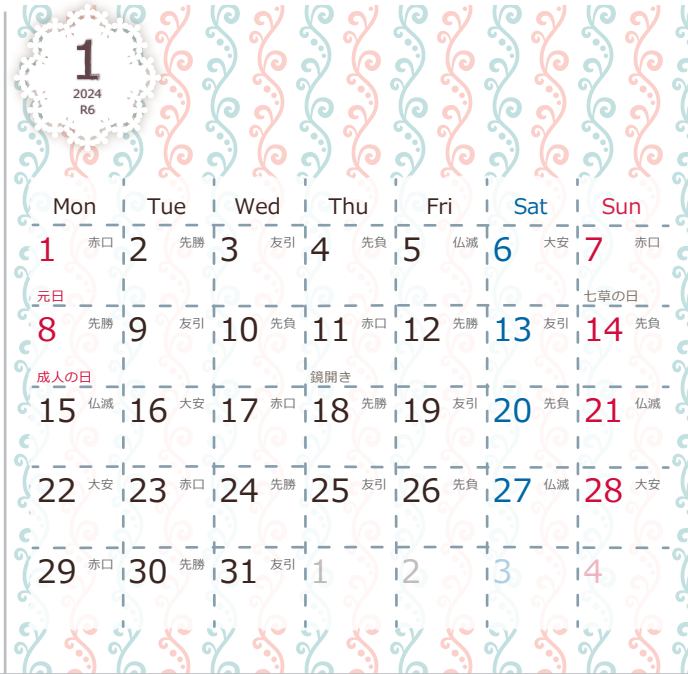 1
2024
R6
Mon Tue Wed Thu Fri Sat Sun
1 赤口 2 先勝 3 友引 4 先負 5 仏滅 6 大安 7 赤口
元日 七草の日
8 先勝 9 友引 10 先負 11 赤口 12 先勝 13 友引 14 先負
成人の日 鏡開き
15 仏滅 16 大安 17 赤口 18 先勝 19 友引 20 先負 21 仏滅
22 大安 23 赤口 24 先勝 25 友引 26 先負 27 仏滅 28 大安
29 赤口 30 先勝 31 友引 1 2 3 4